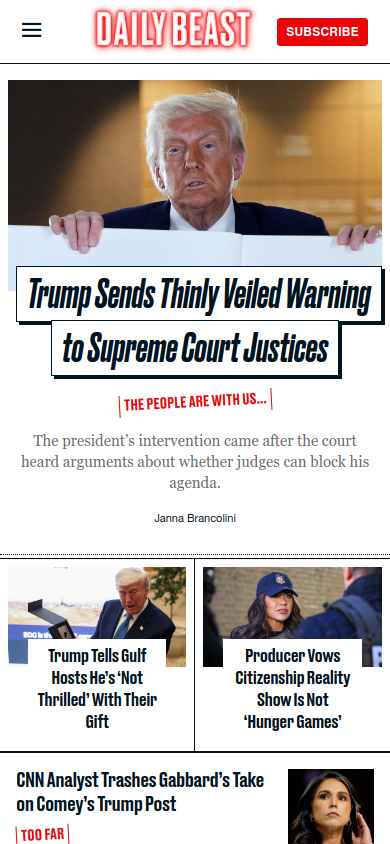 DAILY BEAST
SUBSCRIBE
Trump Sends Thinly Veiled Warning
to Supreme Court Justices
THE PEOPLE ARE WITH US...
The president's intervention came after the court
heard arguments about whether judges can block his
agenda.
Janna Brancolini
Trump Tells Gulf
Hosts He's 'Not
Thrilled' With Their
Gift
Producer Vows
Citizenship Reality
Show Is Not
'Hunger Games'
CNN Analyst Trashes Gabbard's Take
on Comey's Trump Post
TOO FAR